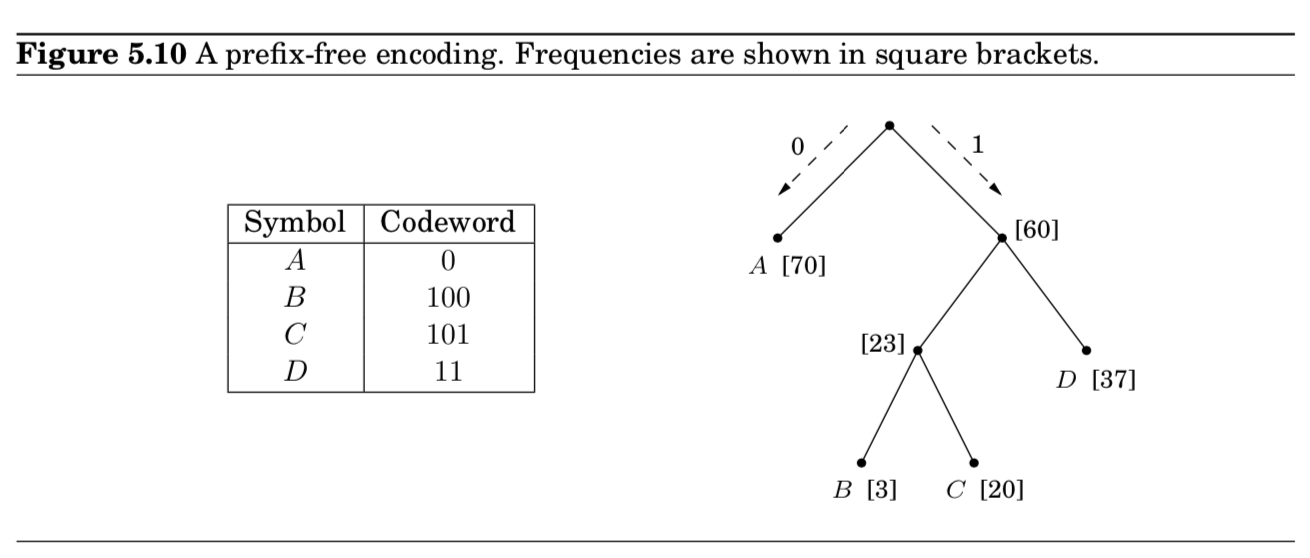 Figure 5.10 A prefix-free encoding. Frequencies are shown in square brackets.
Symbol Codeword
A 0
B 100
C 101
D 11
0 1
[60]
A [70]
[23]
D [37]
B [3] C [20]